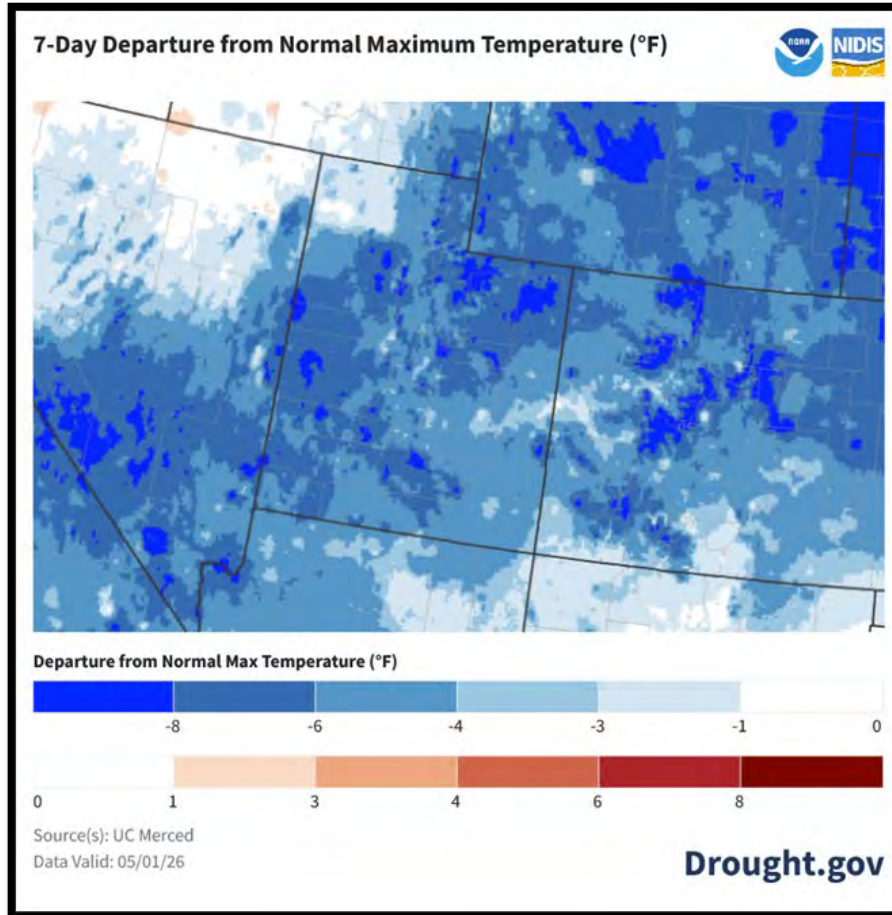 7-Day Departure from Normal Maximum Temperature (°F)
NOAA
NIDIS
Departure from Normal Max Temperature (°F)
-8 -6 -4 -3 -1 0
0 1 3 4 6 8
Source(s): UC Merced
Data Valid: 05/01/26
Drought.gov